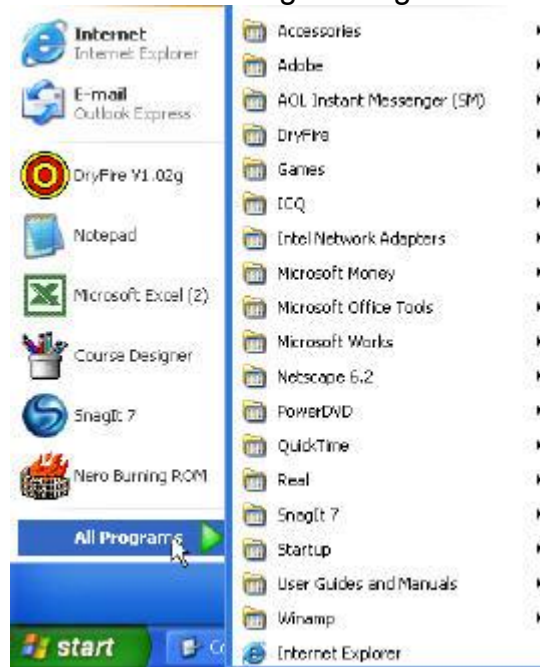 Internet
Internet Explorer
E-mail
Outlook Express
DryFire V1.02g
Notepad
Microsoft Excel (2)
Course Designer
SnagIt 7
Nero Burning ROM
All Programs
start
Accessories
Adobe
AOL Instant Messenger (SM)
DryFire
Games
ICQ
Intel Network Adapters
Microsoft Money
Microsoft Office Tools
Microsoft Works
Netscape 6.2
PowerDVD
QuickTime
Real
SnagIt 7
Startup
User Guides and Manuals
Winamp
Internet Explorer